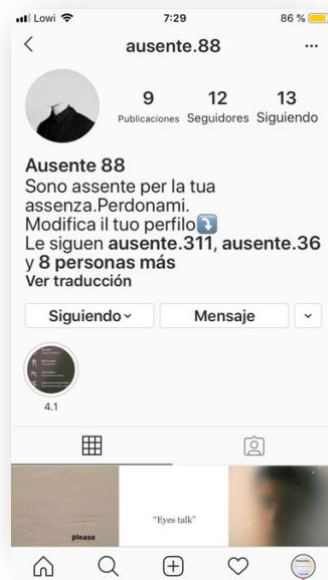 Lowi 7:29 86 %
ausente.88
9 12 13
Publicaciones Seguidores Siguiendo
Ausente 88
Sono assente per la tua
assenza.Perdonami.
Modifica il tuo perfilo⤵️
Le siguen ausente.311, ausente.36
y 8 personas más
Ver traducción
Siguiendo Mensaje
4.1
please
"Eyes talk"